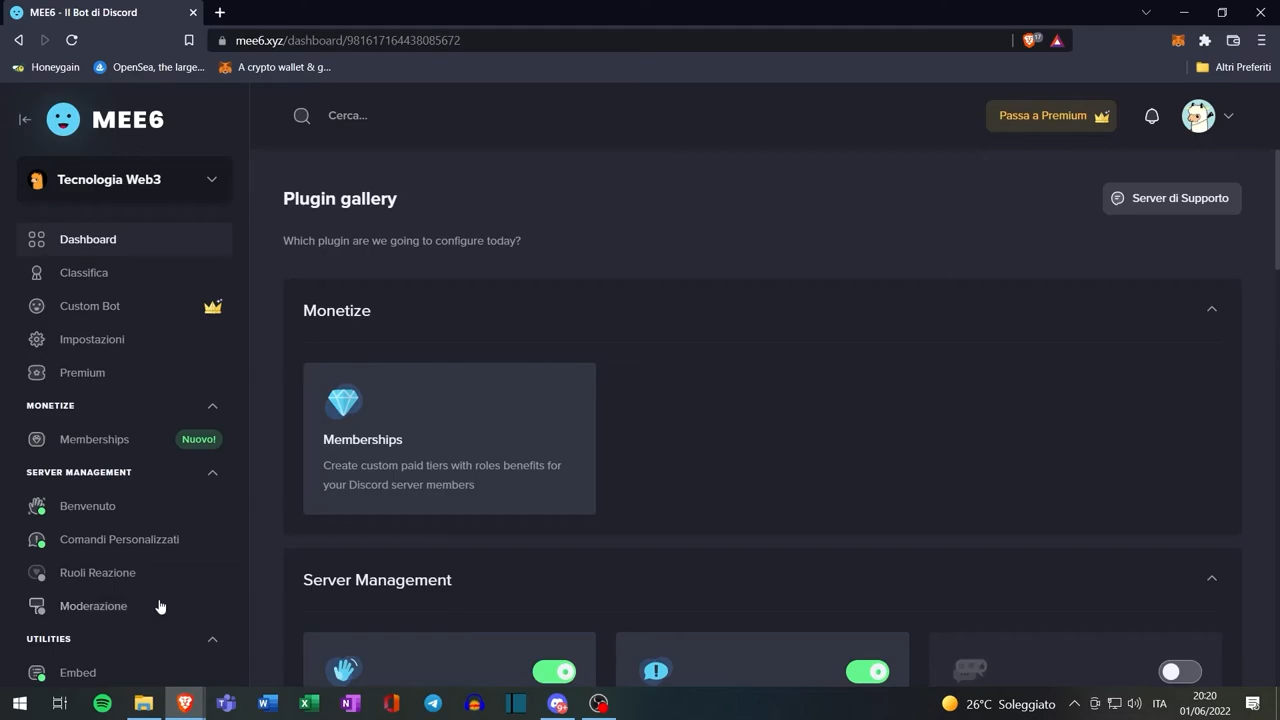 MEE6 - Il Bot di Discord
mee6.xyz/dashboard/981617164438085672
17
Honeygain
OpenSea, the large...
A crypto wallet & g...
Altri Preferiti
MEE6
Cerca...
Passa a Premium
Tecnologia Web3
Plugin gallery
Server di Supporto
Which plugin are we going to configure today?
Dashboard
Classifica
Custom Bot
Impostazioni
Premium
MONETIZE
Memberships
Nuovo!
SERVER MANAGEMENT
Benvenuto
Comandi Personalizzati
Ruoli Reazione
Moderazione
UTILITIES
Embed
Monetize
Memberships
Create custom paid tiers with roles benefits for
your Discord server members
Server Management
26°C Soleggiato
ITA
20:20
01/06/2022